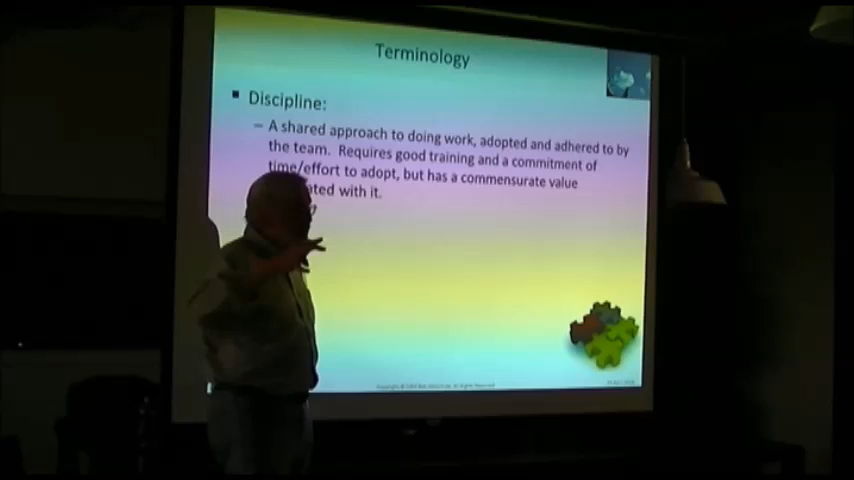 Terminology
Discipline:
– A shared approach to doing work, adopted and adhered to by
the team. Requires good training and a commitment of
time/effort to adopt, but has a commensurate value
ated with it.